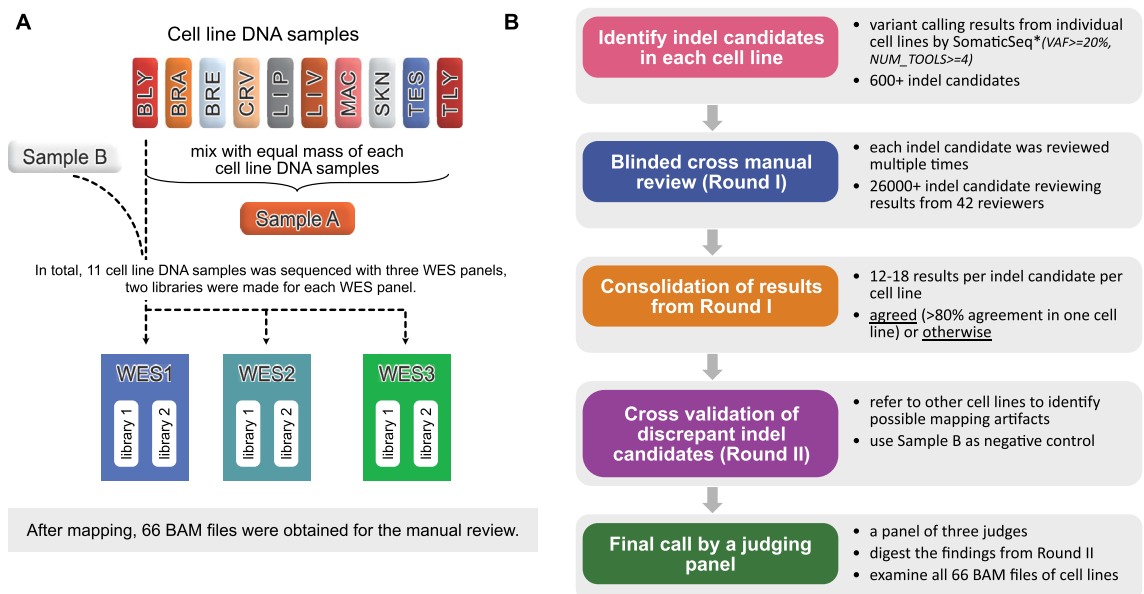 A
Cell line DNA samples
BLY
BRA
BRE
CRV
LIP
LIV
MAC
SKN
TES
TLY
Sample B
mix with equal mass of each
cell line DNA samples
Sample A
In total, 11 cell line DNA samples was sequenced with three WES panels,
two libraries were made for each WES panel.
WES1
library 1
library 2
WES2
library 1
library 2
WES3
library 1
library 2
After mapping, 66 BAM files were obtained for the manual review.
B
Identify indel candidates
in each cell line
• variant calling results from individual
cell lines by SomaticSeq*(VAF>=20%,
NUM_TOOLS>=4)
• 600+ indel candidates
Blinded cross manual
review (Round I)
• each indel candidate was reviewed
multiple times
• 26000+ indel candidate reviewing
results from 42 reviewers
Consolidation of results
from Round I
• 12-18 results per indel candidate per
cell line
• agreed (>80% agreement in one cell
line) or otherwise
Cross validation of
discrepant indel
candidates (Round II)
• refer to other cell lines to identify
possible mapping artifacts
• use Sample B as negative control
Final call by a judging
panel
• a panel of three judges
• digest the findings from Round II
• examine all 66 BAM files of cell lines